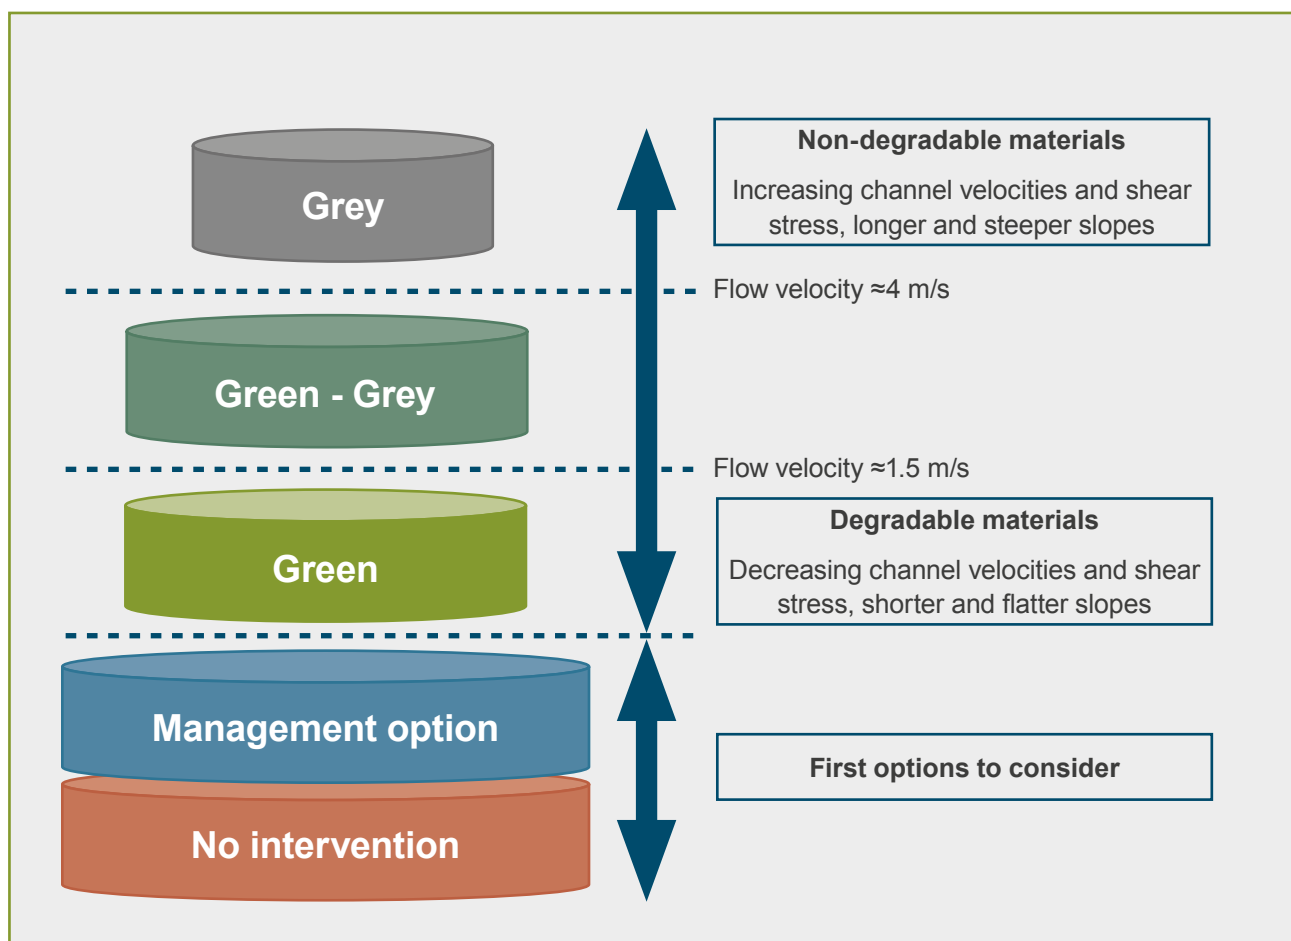 Grey
Non-degradable materials
Increasing channel velocities and shear
stress, longer and steeper slopes
Flow velocity ≈4 m/s
Green - Grey
Flow velocity ≈1.5 m/s
Green
Degradable materials
Decreasing channel velocities and shear
stress, shorter and flatter slopes
Management option
First options to consider
No intervention